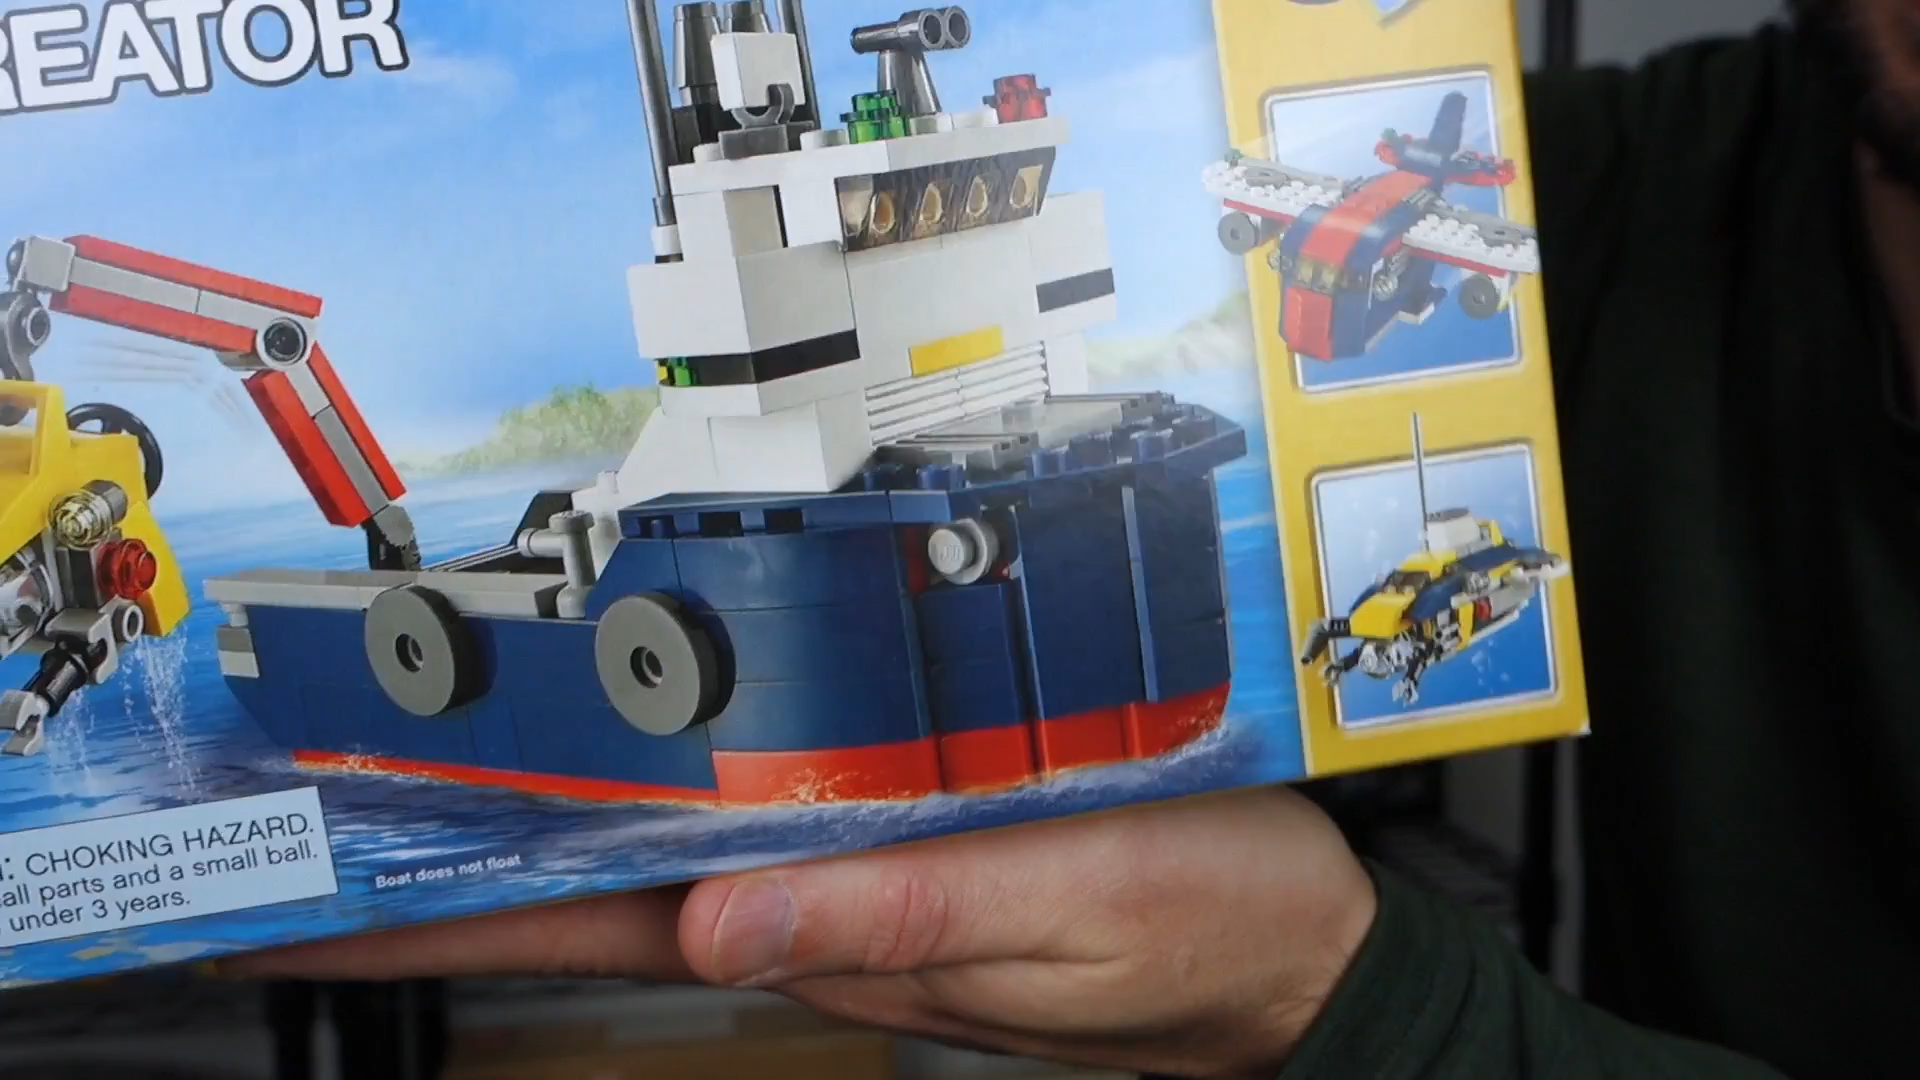 REATOR
: CHOKING HAZARD.
all parts and a small ball.
under 3 years.
Boat does not float